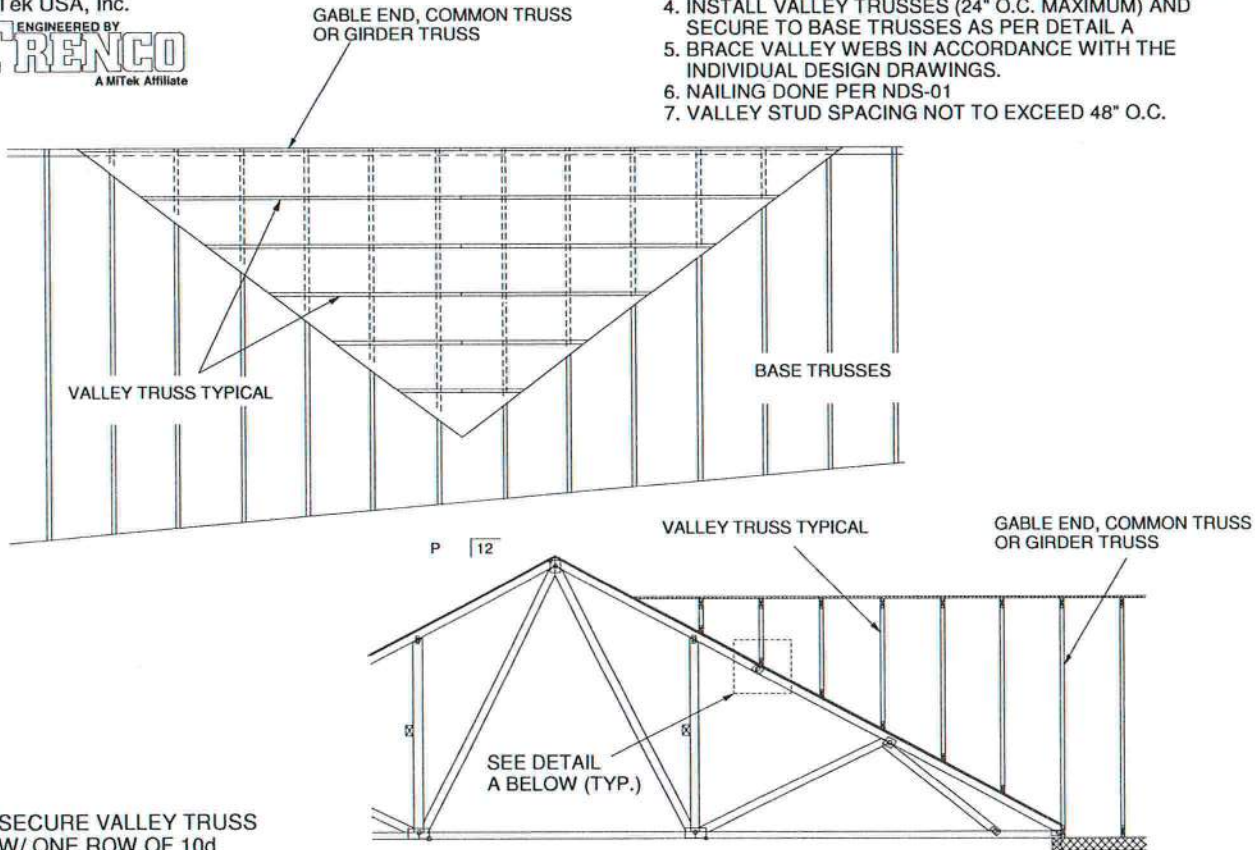 Tek USA, Inc.
ENGINEERED BY
TRENCO
A MiTek Affiliate
GABLE END, COMMON TRUSS
OR GIRDER TRUSS
4. INSTALL VALLEY TRUSSES (24" O.C. MAXIMUM) AND
SECURE TO BASE TRUSSES AS PER DETAIL A
5. BRACE VALLEY WEBS IN ACCORDANCE WITH THE
INDIVIDUAL DESIGN DRAWINGS.
6. NAILING DONE PER NDS-01
7. VALLEY STUD SPACING NOT TO EXCEED 48" O.C.
VALLEY TRUSS TYPICAL
BASE TRUSSES
P 12
VALLEY TRUSS TYPICAL
GABLE END, COMMON TRUSS
OR GIRDER TRUSS
SEE DETAIL
A BELOW (TYP.)
SECURE VALLEY TRUSS
W/ ONE ROW OF 10d